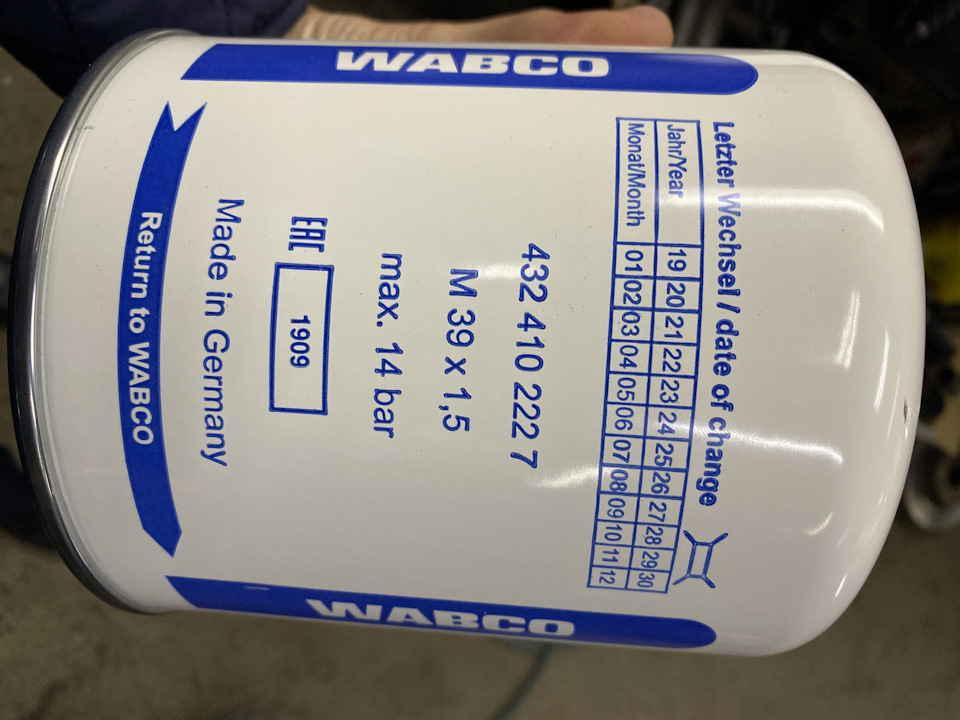 WABCO
Letzter Wechsel / date of change
Jahr/Year 19 20 21 22 23 24 25 26 27 28 29 30
Monat/Month 01 02 03 04 05 06 07 08 09 10 11 12
432 410 222 7
M 39 x 1,5
max. 14 bar
EAC 1909
Made in Germany
Return to WABCO
WABCO